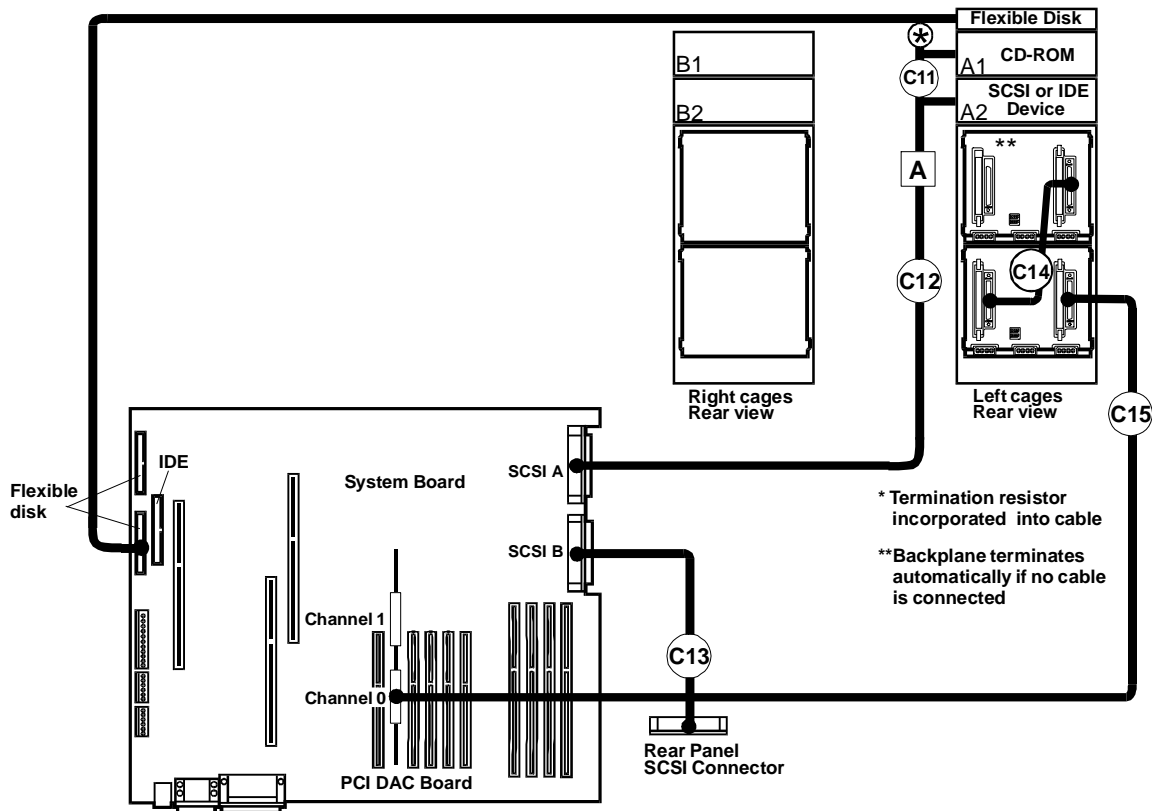 Flexible Disk
*
B1
A1 CD-ROM
C11
B2
A2
SCSI or IDE
Device
**
A
C12
C14
Right cages
Rear view
Left cages
Rear view
C15
IDE
SCSI A
Flexible
disk
System Board
* Termination resistor
incorporated into cable
SCSI B
**Backplane terminates
automatically if no cable
is connected
Channel 1
C13
Channel 0
Rear Panel
SCSI Connector
PCI DAC Board